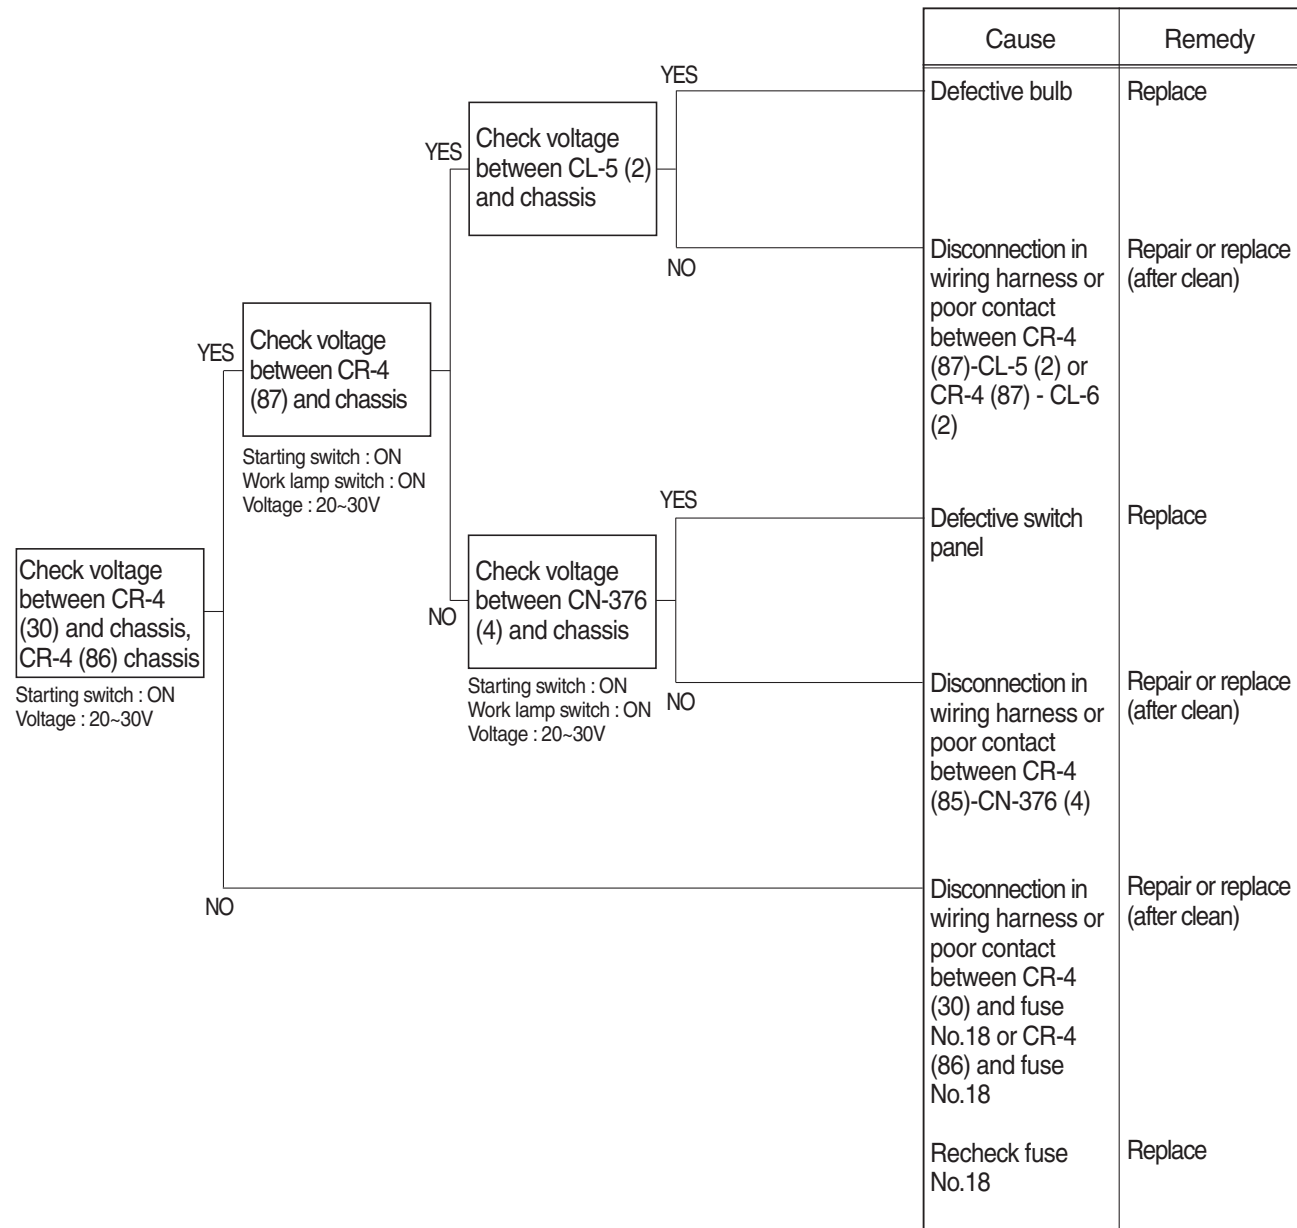 Cause
Remedy
YES
Defective bulb
Replace
Check voltage
between CL-5 (2)
and chassis
YES
NO
Disconnection in
wiring harness or
poor contact
between CR-4
(87)-CL-5 (2) or
CR-4 (87) - CL-6
(2)
Repair or replace
(after clean)
YES
Check voltage
between CR-4
(87) and chassis
Starting switch : ON
Work lamp switch : ON
Voltage : 20~30V
YES
Defective switch
panel
Replace
Check voltage
between CN-376
(4) and chassis
NO
Starting switch : ON
Work lamp switch : ON
Voltage : 20~30V
NO
Disconnection in
wiring harness or
poor contact
between CR-4
(85)-CN-376 (4)
Repair or replace
(after clean)
Check voltage
between CR-4
(30) and chassis,
CR-4 (86) chassis
Starting switch : ON
Voltage : 20~30V
NO
Disconnection in
wiring harness or
poor contact
between CR-4
(30) and fuse
No.18 or CR-4
(86) and fuse
No.18
Repair or replace
(after clean)
Recheck fuse
No.18
Replace